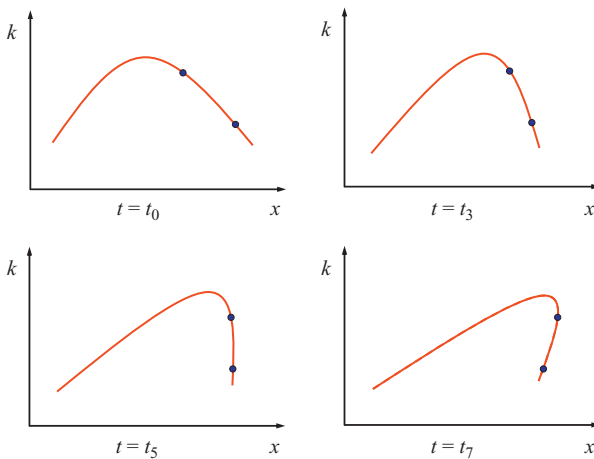 k
k
t = t₀
x
t = t₃
x
k
k
t = t₅
x
t = t₇
x